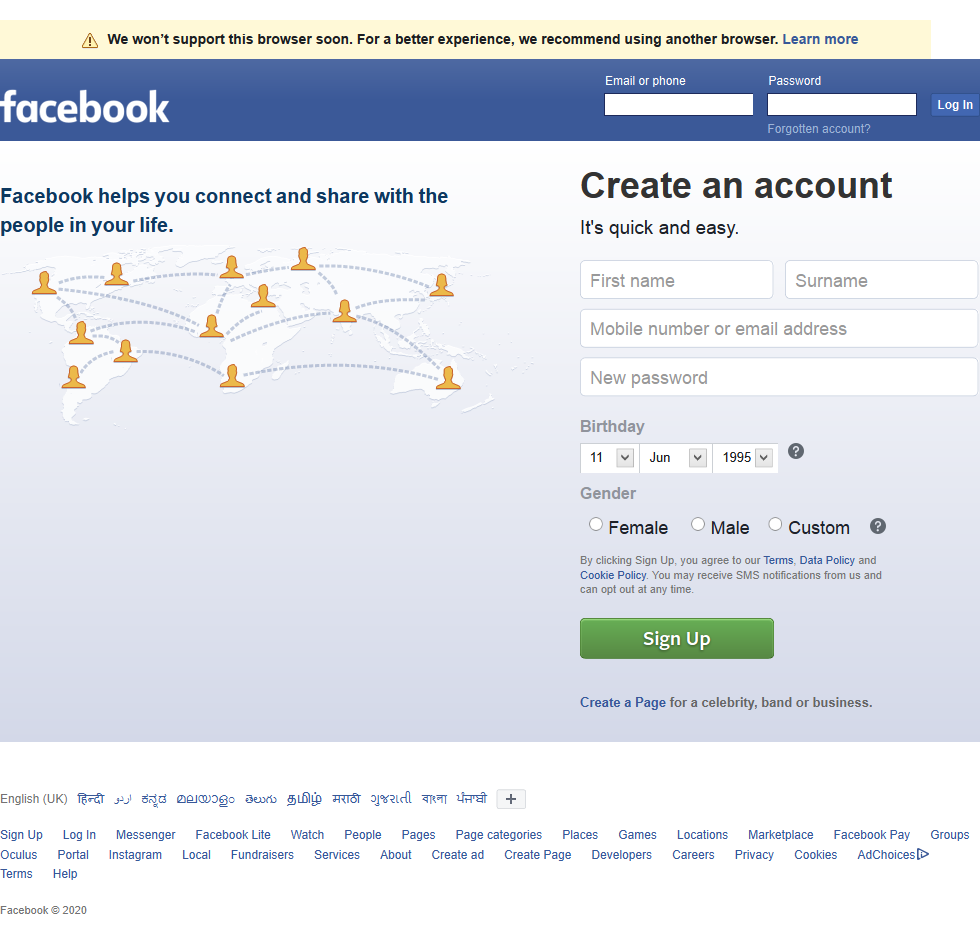 We won’t support this browser soon. For a better experience, we recommend using another browser. Learn more
Email or phone Password
facebook Log In
Forgotten account?
Facebook helps you connect and share with the
people in your life.
Create an account
It's quick and easy.
First name Surname
Mobile number or email address
New password
Birthday
11 Jun 1995 ?
Gender
Female Male Custom ?
By clicking Sign Up, you agree to our Terms, Data Policy and
Cookie Policy. You may receive SMS notifications from us and
can opt out at any time.
Sign Up
Create a Page for a celebrity, band or business.
English (UK) हिन्दी اردو ಕನ್ನಡ മലയാളം తెలుగు தமிழ் मराठी ગુજરાતી বাংলা ਪੰਜਾਬੀ +
Sign Up Log In Messenger Facebook Lite Watch People Pages Page categories Places Games Locations Marketplace Facebook Pay Groups
Oculus Portal Instagram Local Fundraisers Services About Create ad Create Page Developers Careers Privacy Cookies AdChoices
Terms Help
Facebook © 2020